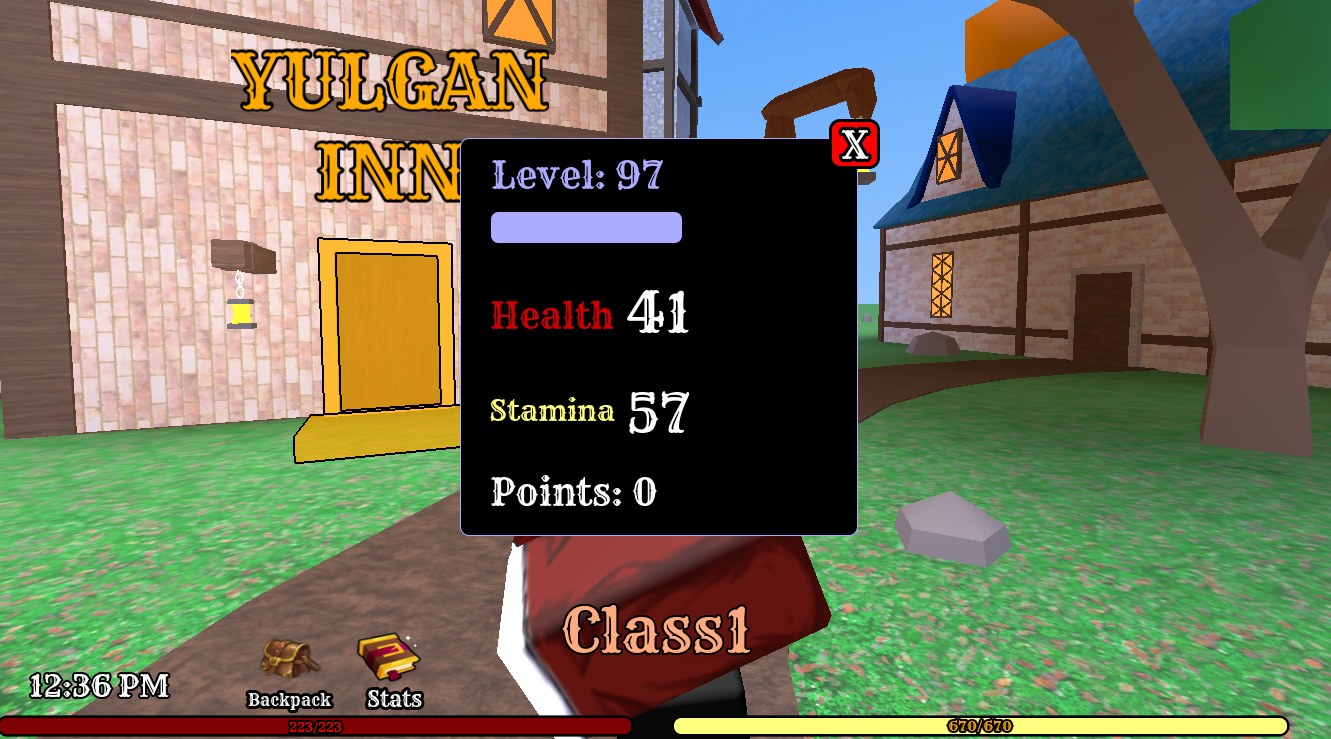 YULGAN
INN
X
Level: 97
Health 41
Stamina 57
Points: 0
Class1
12:36 PM
Backpack
Stats
223/223
670/670